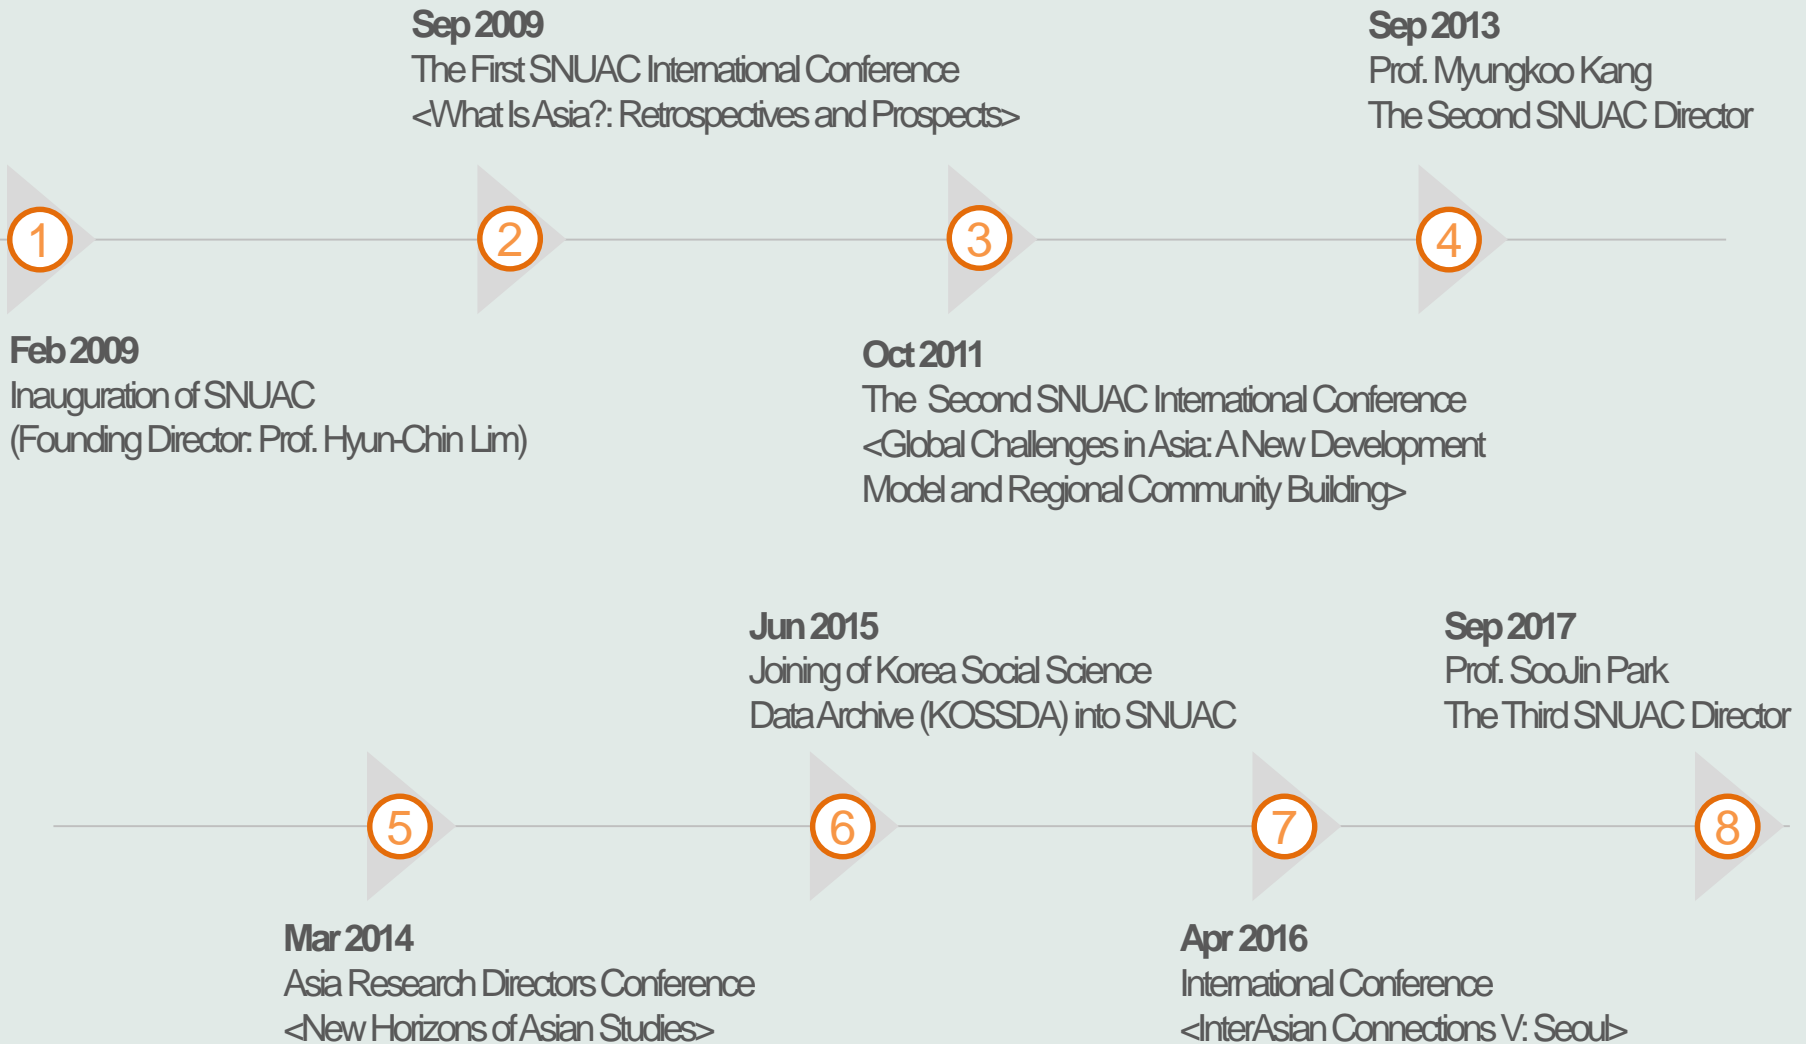 Sep 2009
The First SNUAC International Conference
<What Is Asia?: Retrospectives and Prospects>
Sep 2013
Prof. Myungkoo Kang
The Second SNUAC Director
1
2
3
4
Feb 2009
Inauguration of SNUAC
(Founding Director: Prof. Hyun-Chin Lim)
Oct 2011
The Second SNUAC International Conference
<Global Challenges in Asia: A New Development
Model and Regional Community Building>
Jun 2015
Joining of Korea Social Science
Data Archive (KOSSDA) into SNUAC
Sep 2017
Prof. SooJin Park
The Third SNUAC Director
5
6
7
8
Mar 2014
Asia Research Directors Conference
<New Horizons of Asian Studies>
Apr 2016
International Conference
<InterAsian Connections V: Seoul>